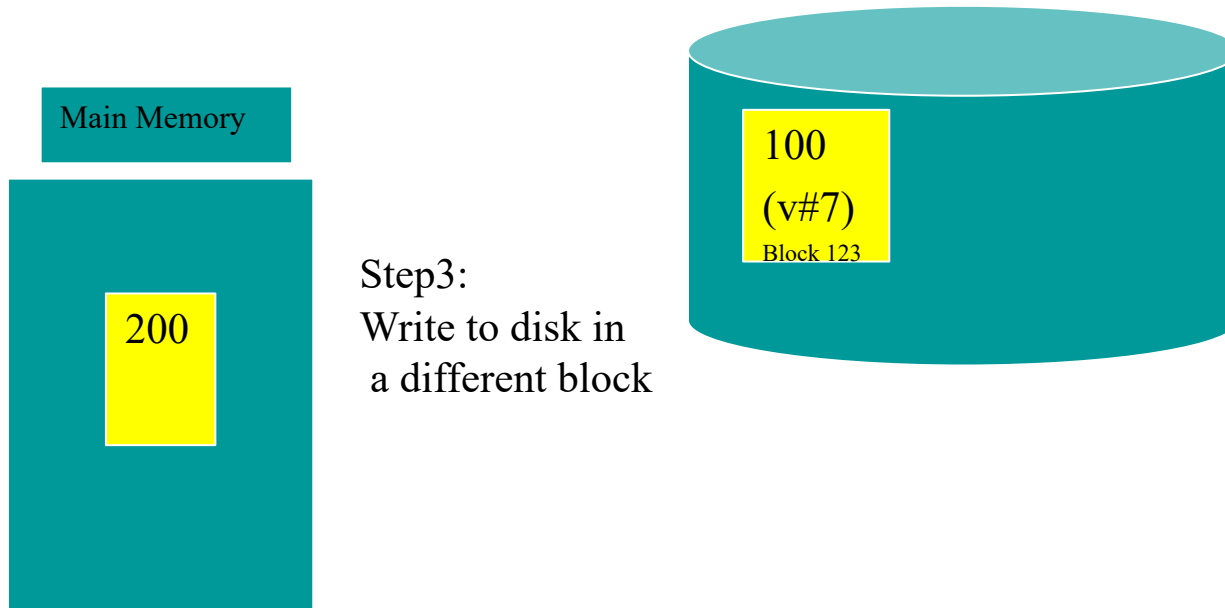 Main Memory
200
Step3:
Write to disk in
a different block
100
(v#7)
Block 123